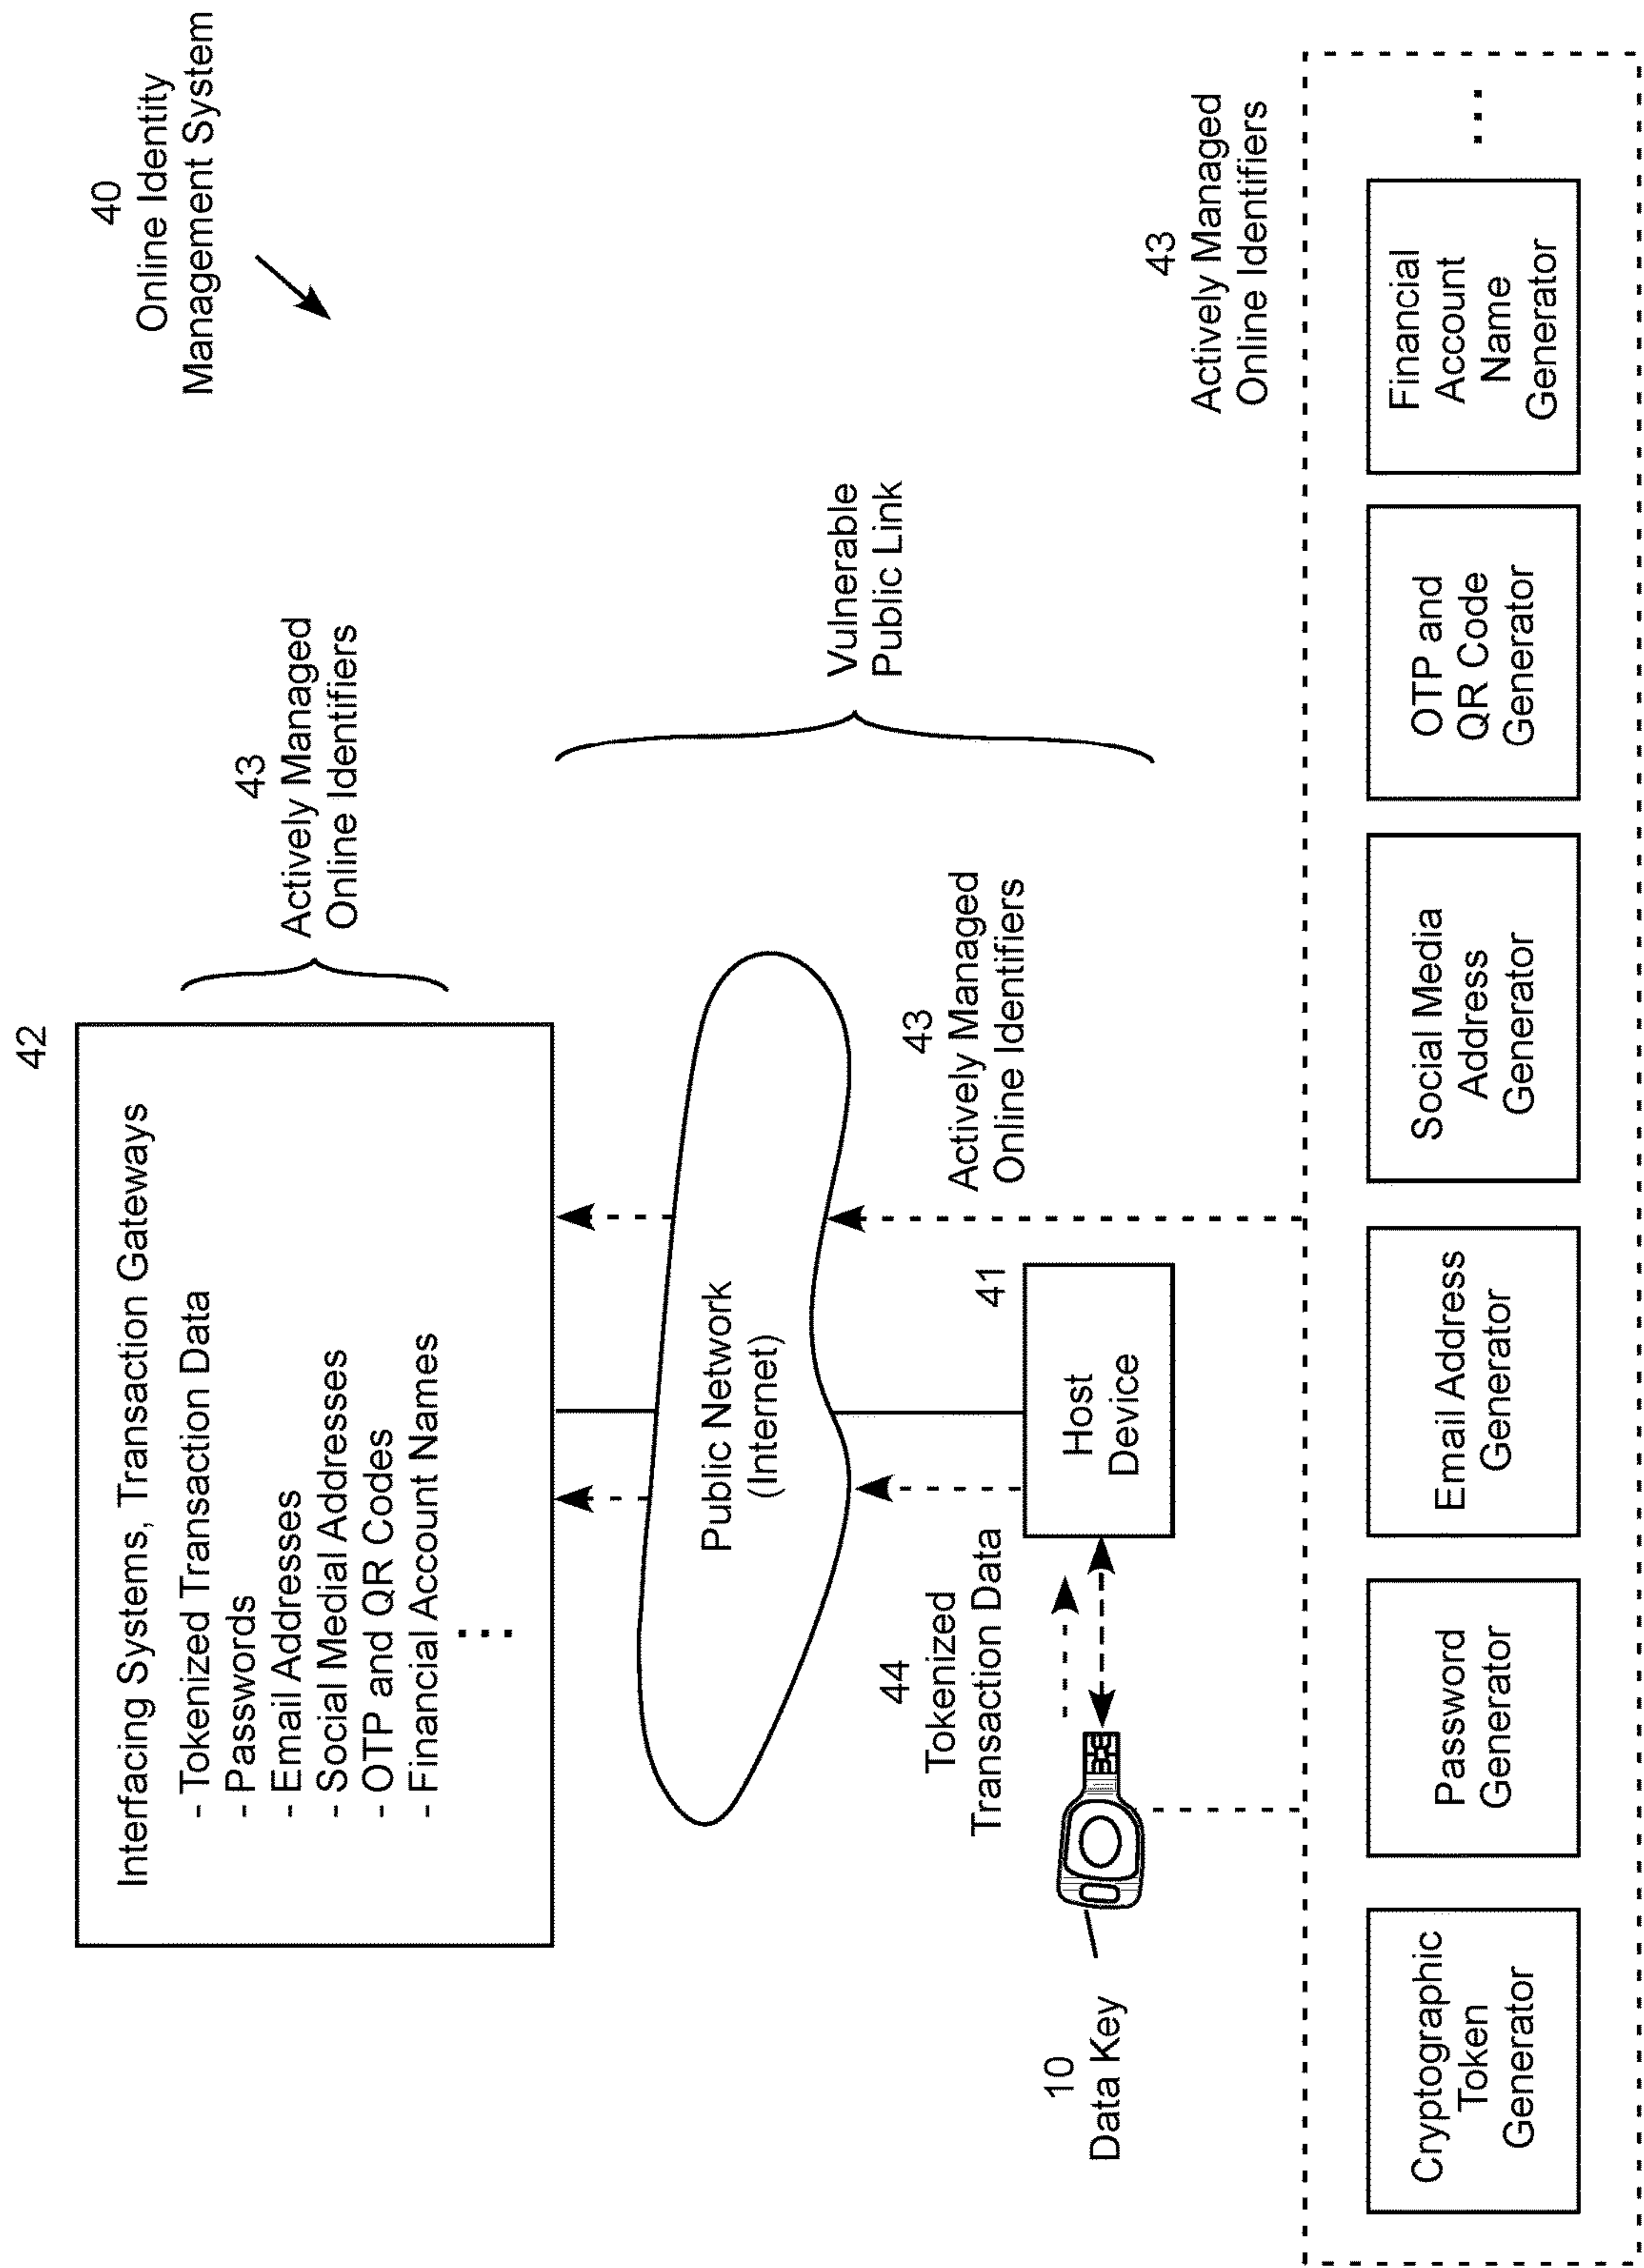 40
Online Identity
Management System
42
Interfacing Systems, Transaction Gateways
- Tokenized Transaction Data
- Passwords
- Email Addresses
- Social Medial Addresses
- OTP and QR Codes
- Financial Account Names
...
43
Actively Managed
Online Identifiers
Public Network
(Internet)
Vulnerable
Public Link
44
Tokenized
Transaction Data
43
Actively Managed
Online Identifiers
41
Host
Device
10
Data Key
43
Actively Managed
Online Identifiers
Cryptographic
Token
Generator
Password
Generator
Email Address
Generator
Social Media
Address
Generator
OTP and
QR Code
Generator
Financial
Account
Name
Generator
...